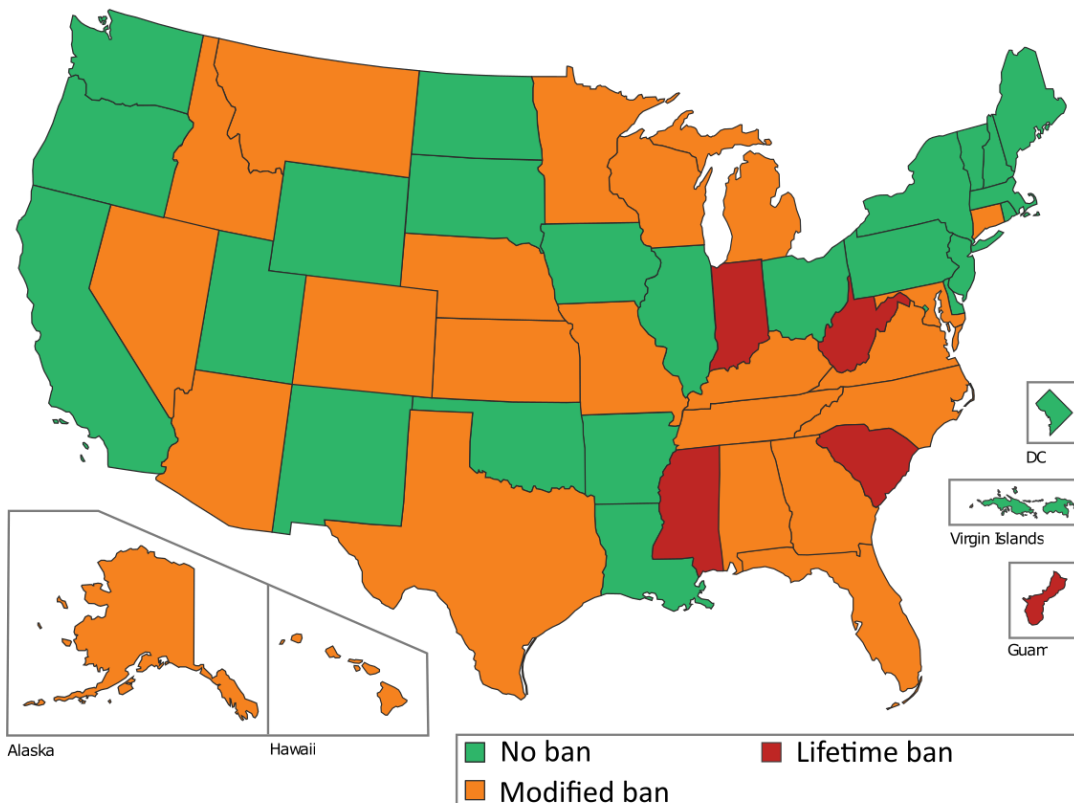 DC
Virgin Islands
Guam
Alaska
Hawaii
No ban
Lifetime ban
Modified ban